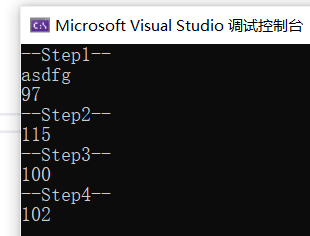 Microsoft Visual Studio 调试控制台
--Step1--
asdfg
97
--Step2--
115
--Step3--
100
--Step4--
102